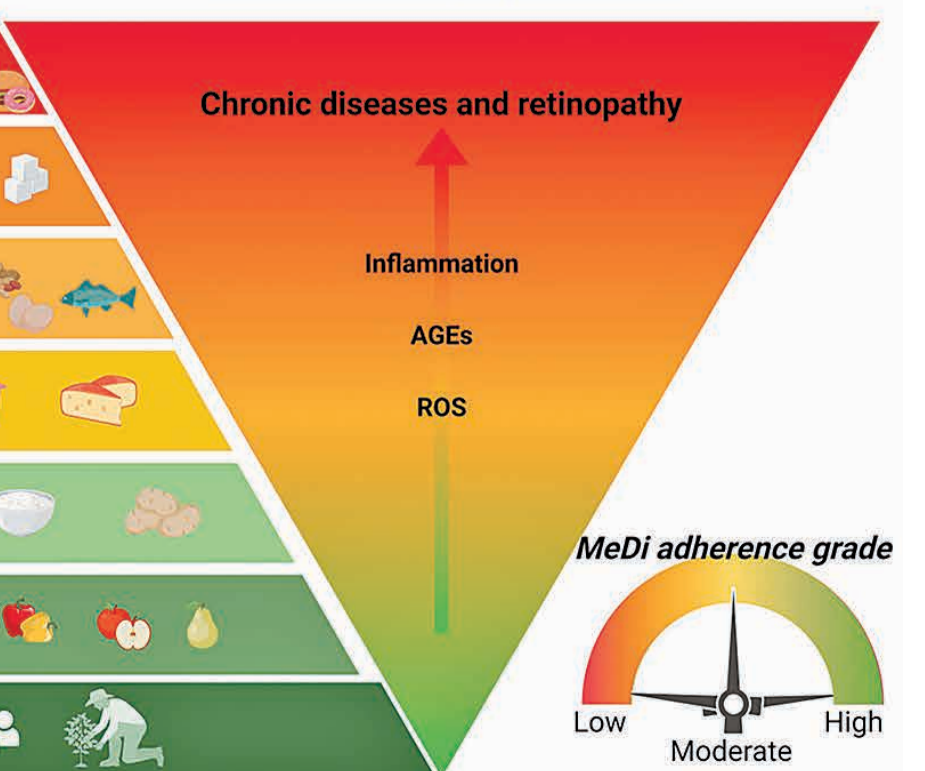 Chronic diseases and retinopathy
Inflammation
AGEs
ROS
MeDi adherence grade
Low
High
Moderate